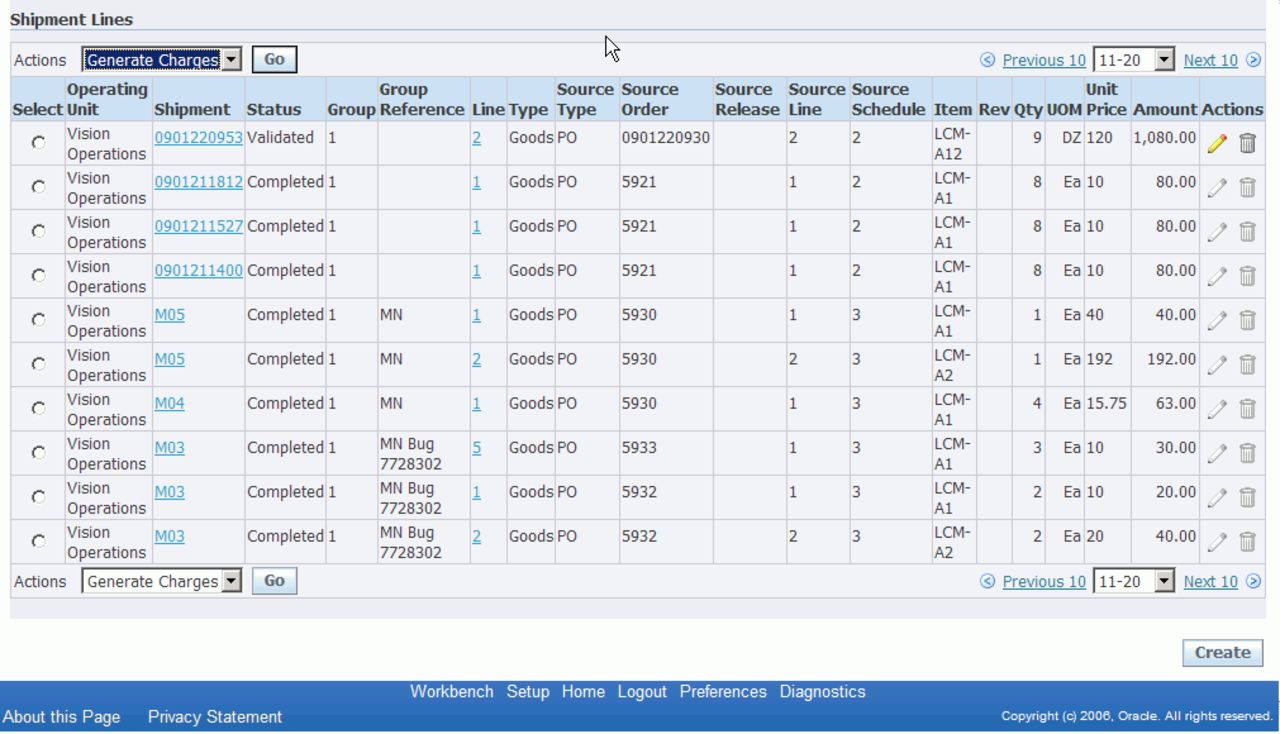 Shipment Lines
Actions Generate Charges Go Previous 10 11-20 Next 10
Select Operating Unit Shipment Status Group Group Reference Line Type Source Type Source Order Source Release Source Line Source Schedule Item Rev Qty UOM Unit Price Amount Actions
Vision Operations 0901220953 Validated 1 2 Goods PO 0901220930 2 2 LCM-A12 9 DZ 120 1,080.00
Vision Operations 0901211812 Completed 1 1 Goods PO 5921 1 2 LCM-A1 8 Ea 10 80.00
Vision Operations 0901211527 Completed 1 1 Goods PO 5921 1 2 LCM-A1 8 Ea 10 80.00
Vision Operations 0901211400 Completed 1 1 Goods PO 5921 1 2 LCM-A1 8 Ea 10 80.00
Vision Operations M05 Completed 1 MN 1 Goods PO 5930 1 3 LCM-A1 1 Ea 40 40.00
Vision Operations M05 Completed 1 MN 2 Goods PO 5930 2 3 LCM-A2 1 Ea 192 192.00
Vision Operations M04 Completed 1 MN 1 Goods PO 5930 1 3 LCM-A1 4 Ea 15.75 63.00
Vision Operations M03 Completed 1 MN Bug 7728302 5 Goods PO 5933 1 3 LCM-A1 3 Ea 10 30.00
Vision Operations M03 Completed 1 MN Bug 7728302 1 Goods PO 5932 1 3 LCM-A1 2 Ea 10 20.00
Vision Operations M03 Completed 1 MN Bug 7728302 2 Goods PO 5932 2 3 LCM-A2 2 Ea 20 40.00
Actions Generate Charges Go Previous 10 11-20 Next 10
Create
Workbench Setup Home Logout Preferences Diagnostics
About this Page Privacy Statement Copyright (c) 2006, Oracle. All rights reserved.